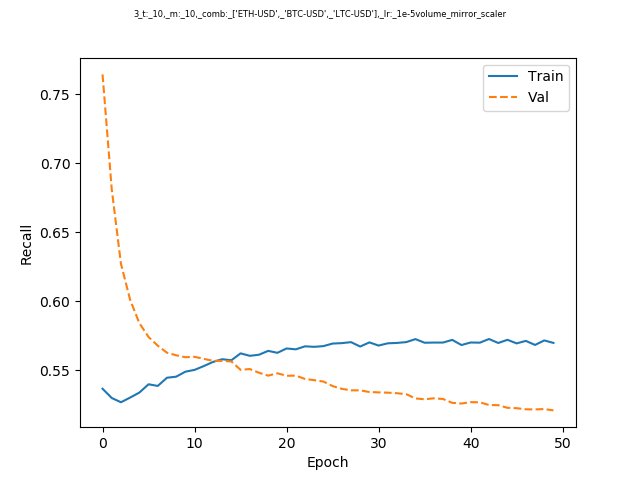 3_t:_10,_m:_10,_comb:_['ETH-USD',_'BTC-USD',_'LTC-USD'],_lr:_1e-5volume_mirror_scaler
Train
Val
0.75
0.70
0.65
0.60
0.55
Recall
0 10 20 30 40 50
Epoch